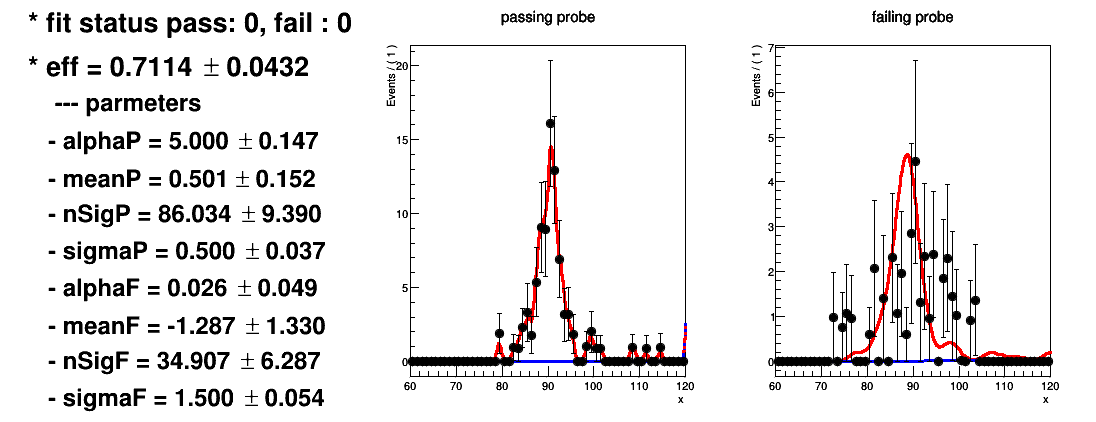 * fit status pass: 0, fail : 0
* eff = 0.7114 ± 0.0432
--- parmeters
- alphaP = 5.000 ± 0.147
- meanP = 0.501 ± 0.152
- nSigP = 86.034 ± 9.390
- sigmaP = 0.500 ± 0.037
- alphaF = 0.026 ± 0.049
- meanF = -1.287 ± 1.330
- nSigF = 34.907 ± 6.287
- sigmaF = 1.500 ± 0.054
passing probe
Events / ( 1 )
20
15
10
5
0
60 70 80 90 100 110 120
x
failing probe
Events / ( 1 )
7
6
5
4
3
2
1
0
60 70 80 90 100 110 120
x